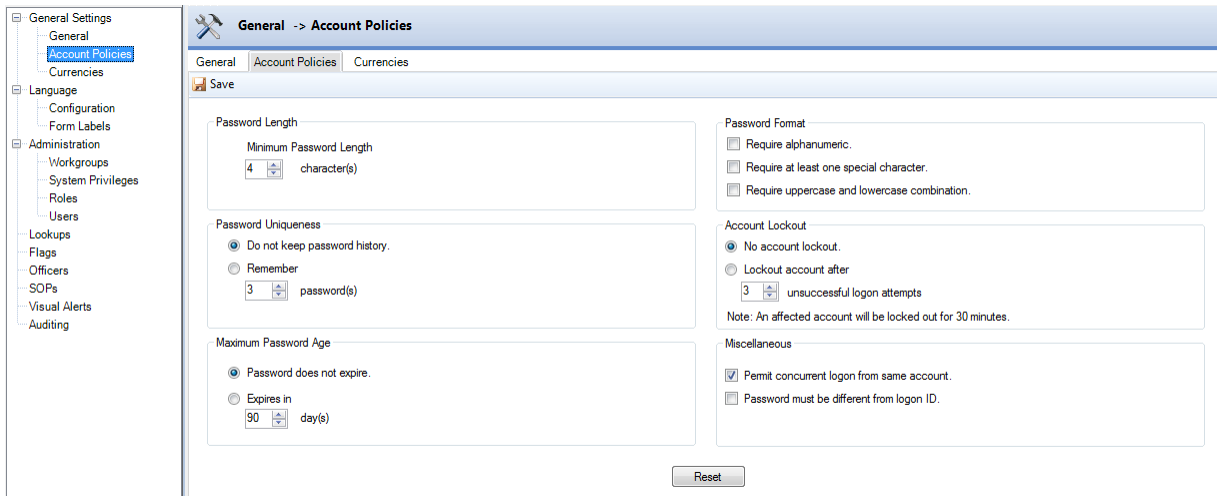 General Settings
General
Account Policies
Currencies
Language
Configuration
Form Labels
Administration
Workgroups
System Privileges
Roles
Users
Lookups
Flags
Officers
SOPs
Visual Alerts
Auditing
General -> Account Policies
General Account Policies Currencies
Save
Password Length
Minimum Password Length
4 character(s)
Password Uniqueness
Do not keep password history.
Remember
3 password(s)
Maximum Password Age
Password does not expire.
Expires in
90 day(s)
Password Format
Require alphanumeric.
Require at least one special character.
Require uppercase and lowercase combination.
Account Lockout
No account lockout.
Lockout account after
3 unsuccessful logon attempts
Note: An affected account will be locked out for 30 minutes.
Miscellaneous
Permit concurrent logon from same account.
Password must be different from logon ID.
Reset